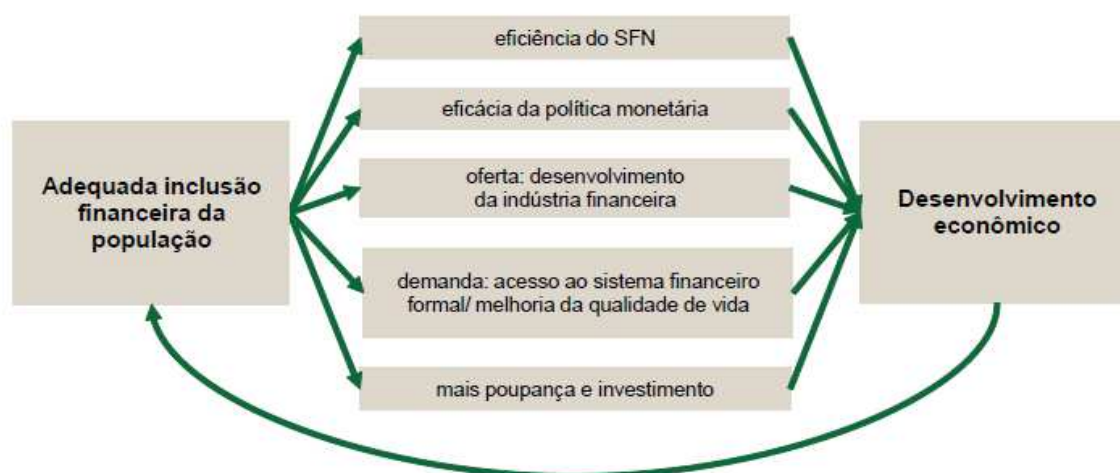 Adequada inclusão
financeira da
população
eficiência do SFN
eficácia da política monetária
oferta: desenvolvimento
da indústria financeira
demanda: acesso ao sistema financeiro
formal/ melhoria da qualidade de vida
mais poupança e investimento
Desenvolvimento
econômico